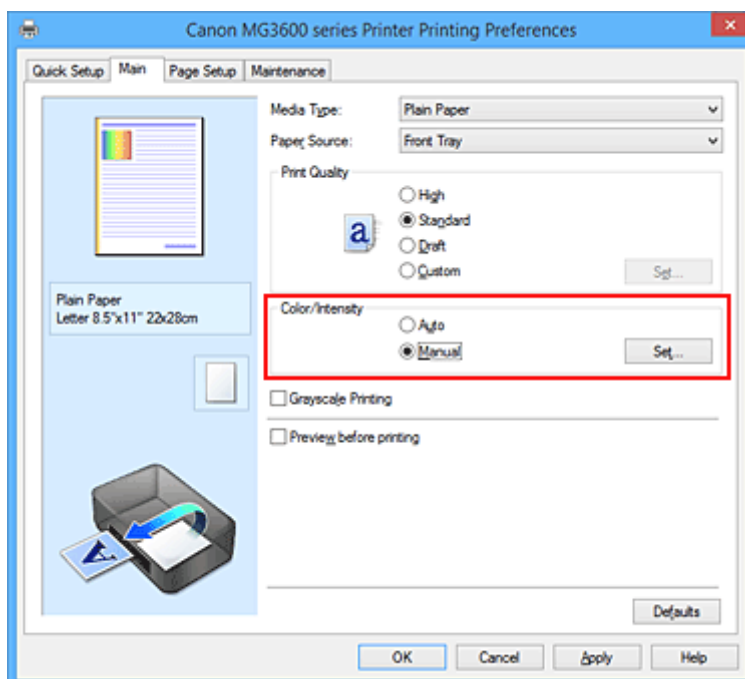 Canon MG3600 series Printer Printing Preferences
Quick Setup Main Page Setup Maintenance
Media Type: Plain Paper
Paper Source: Front Tray
Print Quality
High
a Standard
Draft
Custom Set...
Plain Paper
Letter 8.5"x11" 22x28cm
Color/Intensity
Auto
Manual Set...
Grayscale Printing
Preview before printing
A
Defaults
OK Cancel Apply Help